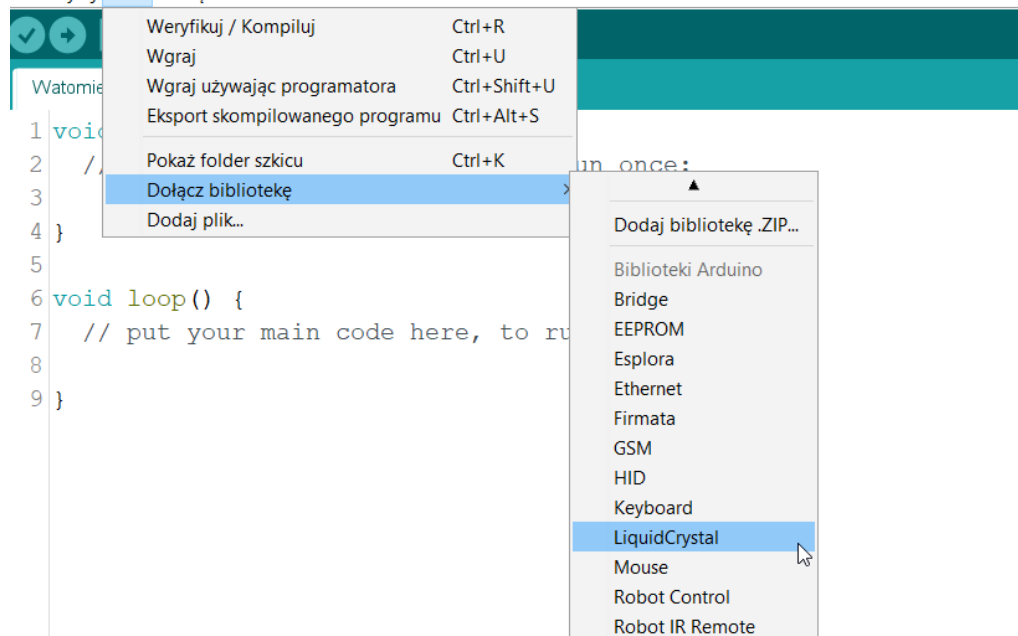 Weryfikuj / Kompiluj Ctrl+R
Wgraj Ctrl+U
Wgraj używając programatora Ctrl+Shift+U
Eksport skompilowanego programu Ctrl+Alt+S
Pokaż folder szkicu Ctrl+K
Dołącz bibliotekę
Dodaj plik...
Watomie
1 void
2 // un once:
3
4 }
5
6 void loop() {
7 // put your main code here, to ru
8
9 }
Dodaj bibliotekę .ZIP...
Biblioteki Arduino
Bridge
EEPROM
Esplora
Ethernet
Firmata
GSM
HID
Keyboard
LiquidCrystal
Mouse
Robot Control
Robot IR Remote